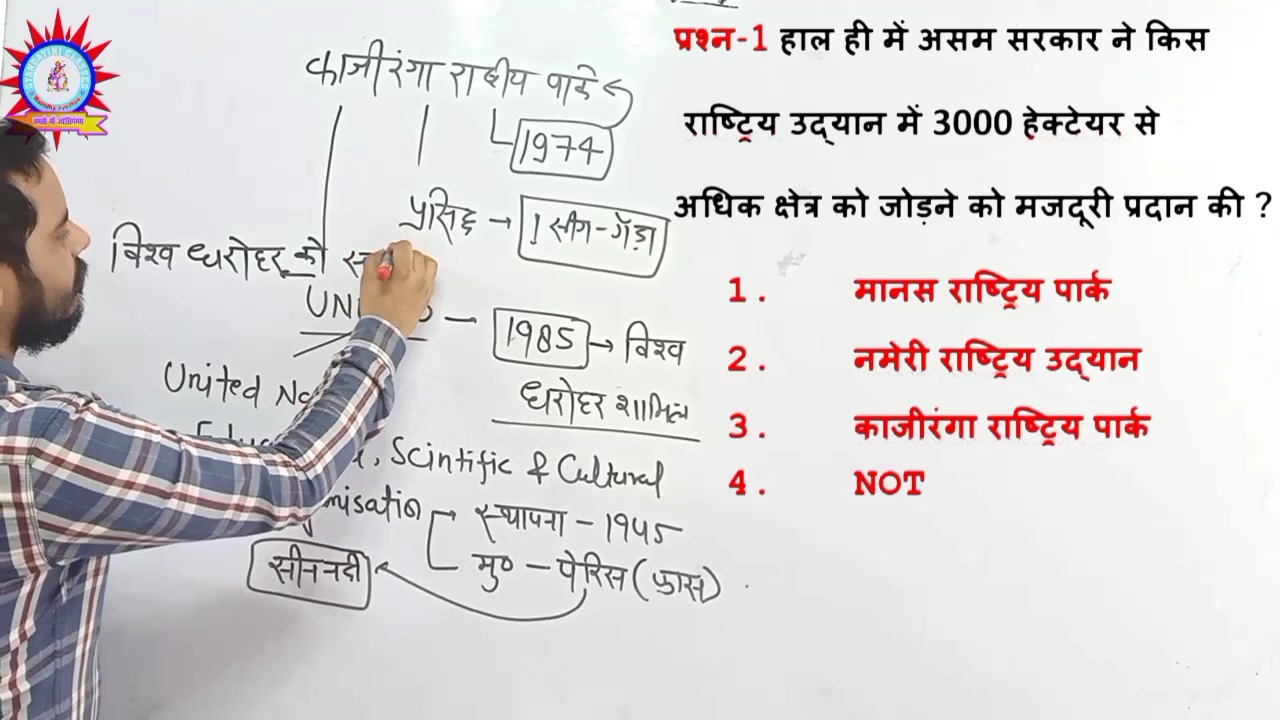 काजीरंगा राष्ट्रीय पार्क
1974
प्रसिद्ध → 1 सींग-गेंडा
विश्व धरोहर की
1985 → विश्व
धरोहर शामिल
United
Scintific & Cultural
स्थापना - 1945
मु० - पेरिस (फ्रांस)
सीन नदी
प्रश्न-1 हाल ही में असम सरकार ने किस
राष्ट्रिय उद्यान में 3000 हेक्टेयर से
अधिक क्षेत्र को जोड़ने को मजदूरी प्रदान की ?
1. मानस राष्ट्रिय पार्क
2. नमेरी राष्ट्रिय उद्यान
3. काजीरंगा राष्ट्रिय पार्क
4. NOT